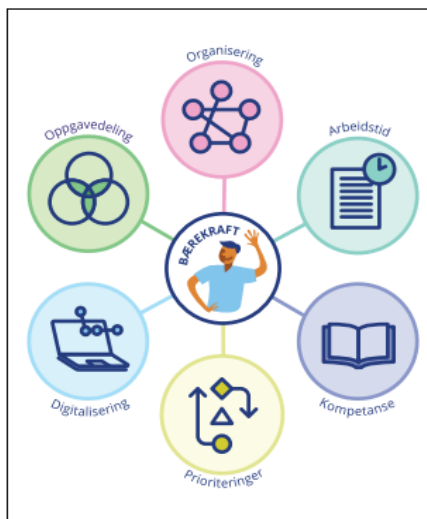 Organisering
Oppgavedeling
Arbeidstid
BÆREKRAFT
Digitalisering
Kompetanse
Prioriteringer